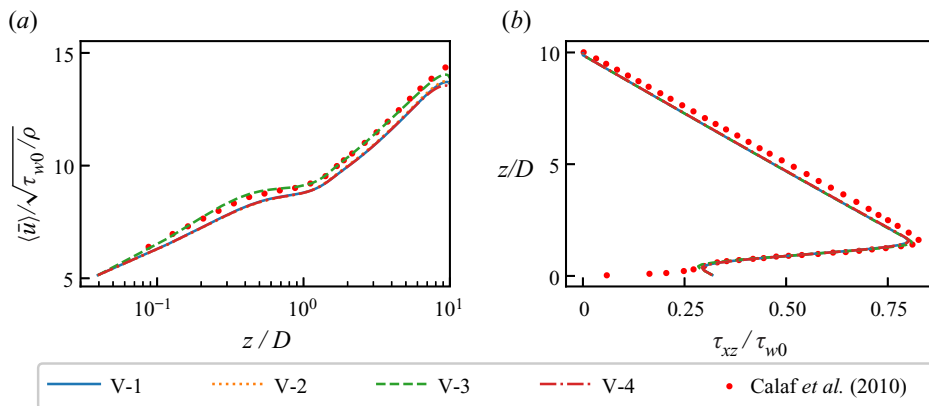 (a)
15
10
5
⟨ū⟩/√τw0/ρ
10⁻¹
10⁰
10¹
z/D
(b)
10
5
0
z/D
0
0.25
0.50
0.75
τxz/τw0
V-1
V-2
V-3
V-4
Calaf et al. (2010)